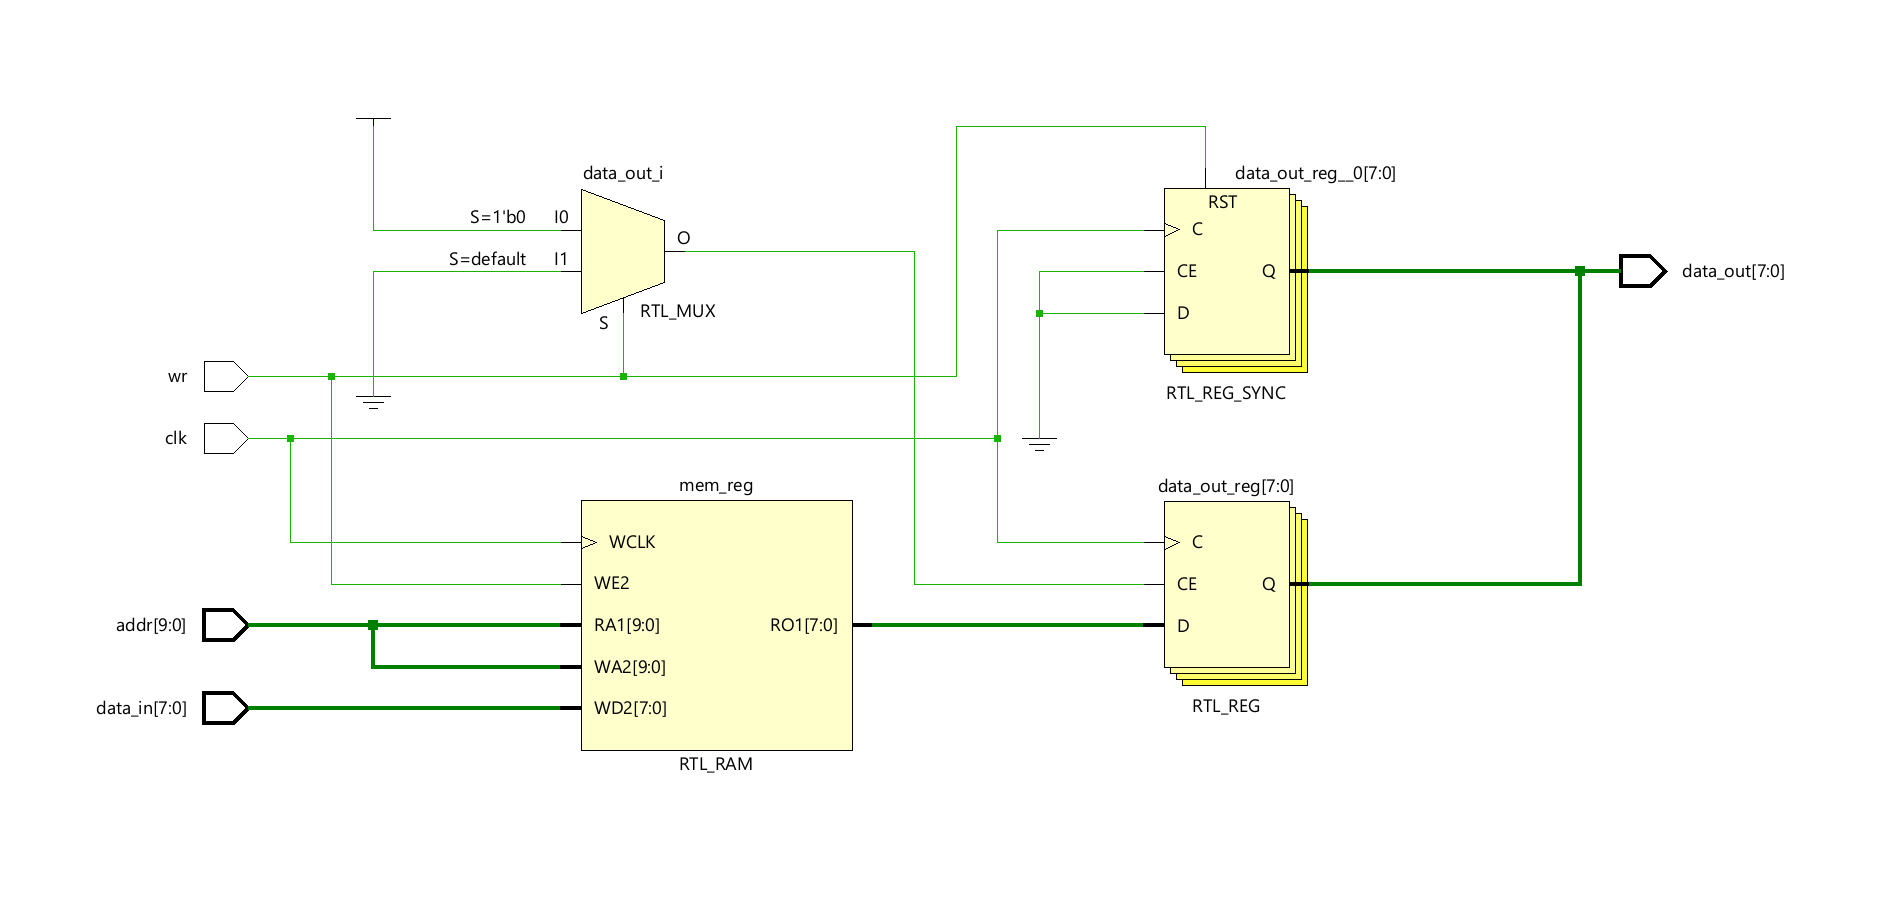 data_out_i
S=1'b0 I0
S=default I1
O
S
RTL_MUX
data_out_reg__0[7:0]
RST
C
CE
Q
D
RTL_REG_SYNC
data_out[7:0]
wr
clk
mem_reg
WCLK
WE2
RA1[9:0]
RO1[7:0]
WA2[9:0]
WD2[7:0]
RTL_RAM
addr[9:0]
data_in[7:0]
data_out_reg[7:0]
C
CE
Q
D
RTL_REG